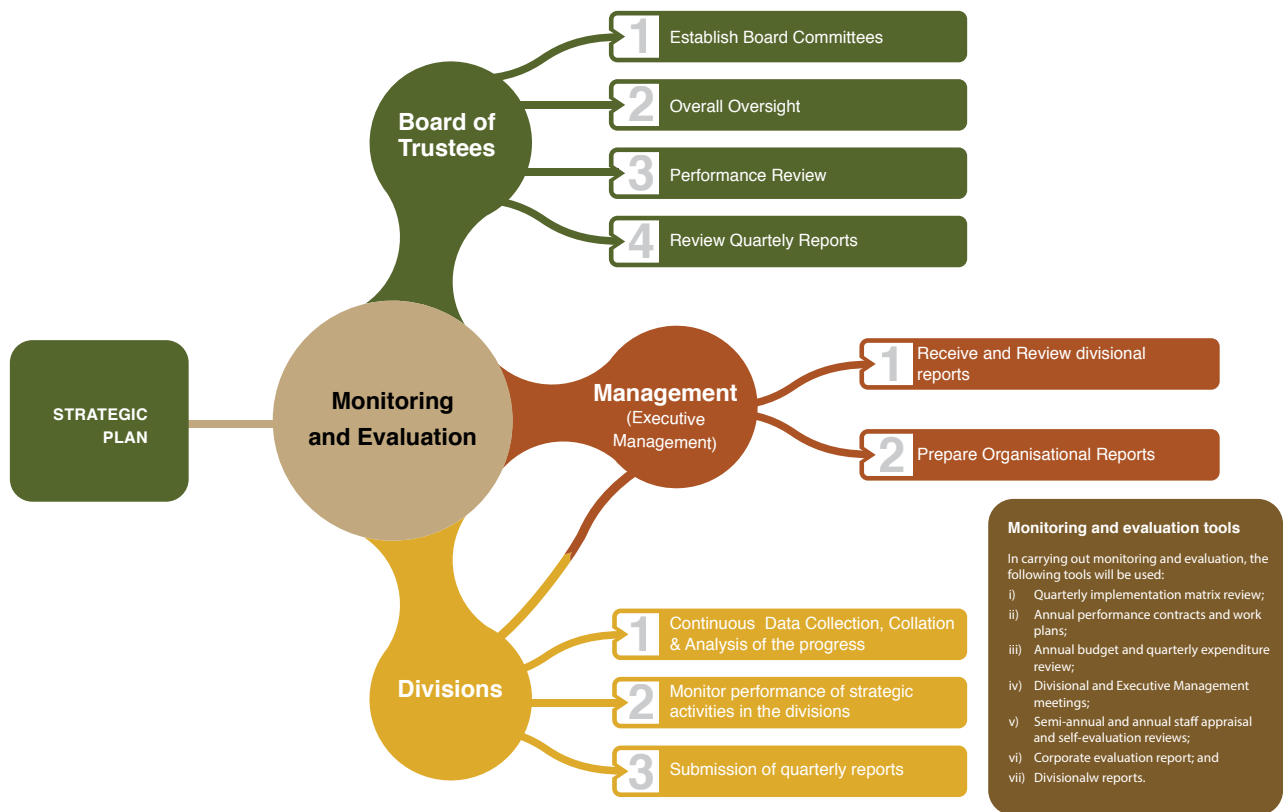 STRATEGIC
PLAN
Monitoring
and Evaluation
Board of
Trustees
1 Establish Board Committees
2 Overall Oversight
3 Performance Review
4 Review Quartely Reports
Management
(Executive
Management)
1 Receive and Review divisional
reports
2 Prepare Organisational Reports
Divisions
1 Continuous Data Collection, Collation
& Analysis of the progress
2 Monitor performance of strategic
activities in the divisions
3 Submission of quarterly reports
Monitoring and evaluation tools
In carrying out monitoring and evaluation, the
following tools will be used:
i) Quarterly implementation matrix review;
ii) Annual performance contracts and work
plans;
iii) Annual budget and quarterly expenditure
review;
iv) Divisional and Executive Management
meetings;
v) Semi-annual and annual staff appraisal
and self-evaluation reviews;
vi) Corporate evaluation report; and
vii) Divisionalw reports.